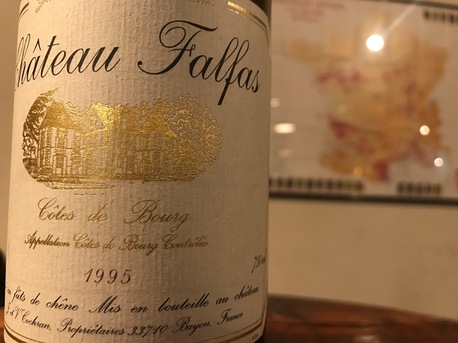 Château Falfas
Côtes de Bourg
Appellation Côtes de Bourg Contrôlée
1995
fûts de chêne Mis en bouteille au château
Cochran, Propriétaires 33710 Bayon, France